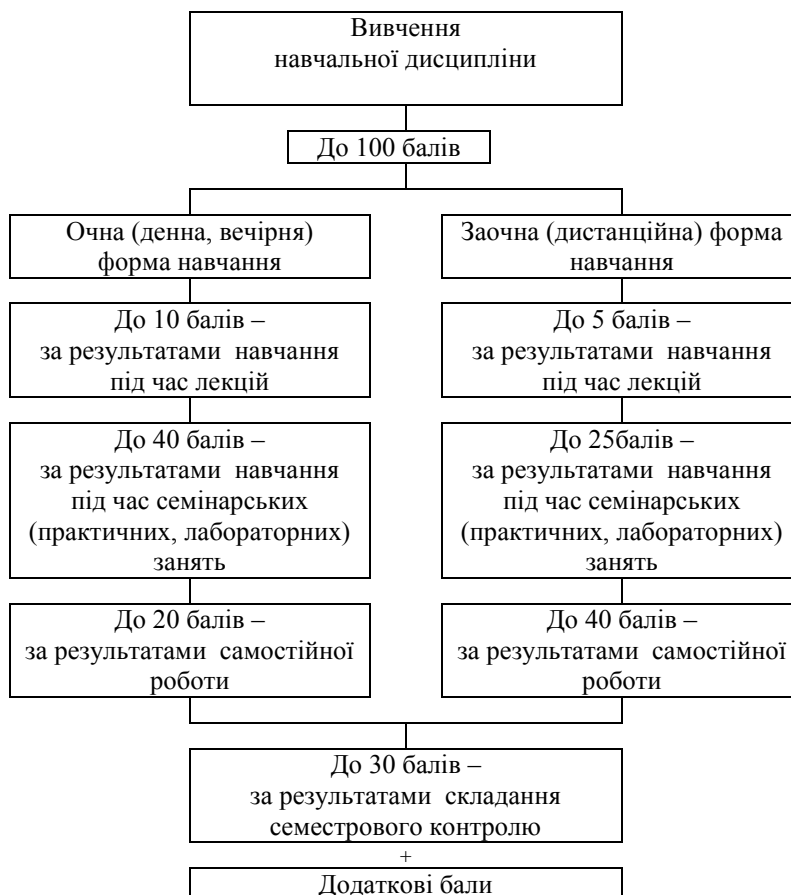 Вивчення
навчальної дисципліни
До 100 балів
Очна (денна, вечірня)
форма навчання
До 10 балів –
за результатами навчання
під час лекцій
До 40 балів –
за результатами навчання
під час семінарських
(практичних, лабораторних)
занять
До 20 балів –
за результатами самостійної
роботи
Заочна (дистанційна) форма
навчання
До 5 балів –
за результатами навчання
під час лекцій
До 25балів –
за результатами навчання
під час семінарських
(практичних, лабораторних)
занять
До 40 балів –
за результатами самостійної
роботи
До 30 балів –
за результатами складання
семестрового контролю
+
Додаткові бали